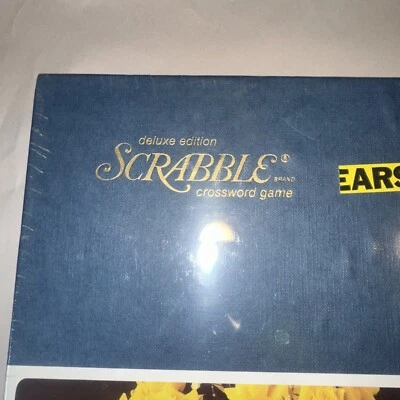 deluxe edition
SCRABBLE®
BRAND
crossword game
EARS